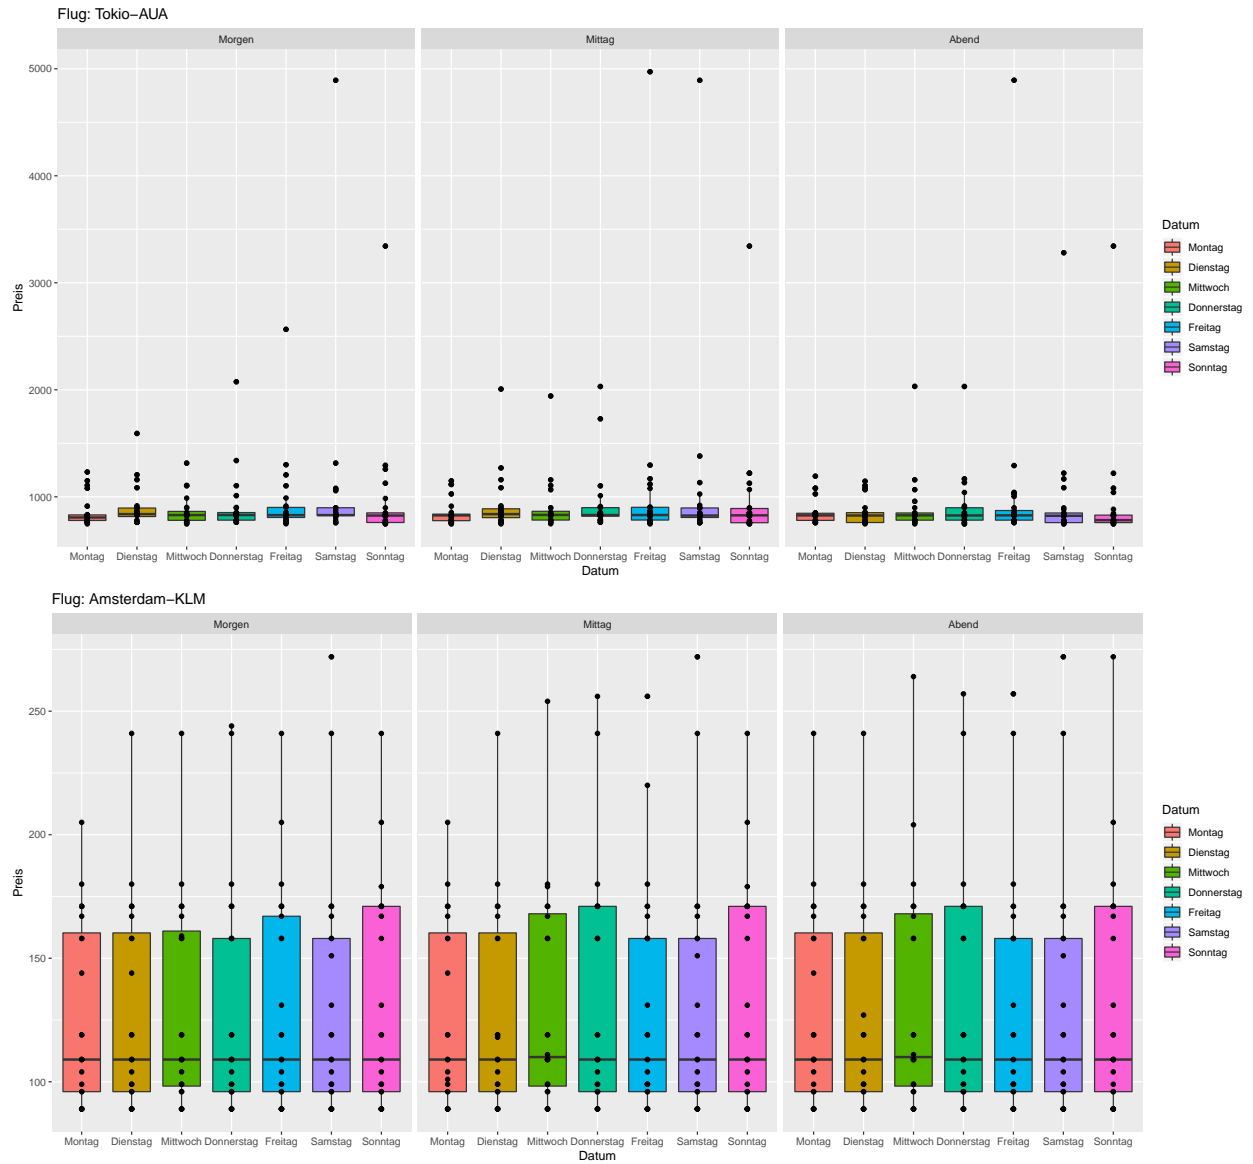 Flug: Tokio−AUA
Morgen Mittag Abend
5000
4000
3000
2000
1000
Preis
Montag Dienstag Mittwoch Donnerstag Freitag Samstag Sonntag Montag Dienstag Mittwoch Donnerstag Freitag Samstag Sonntag Montag Dienstag Mittwoch Donnerstag Freitag Samstag Sonntag
Datum
Datum
Montag
Dienstag
Mittwoch
Donnerstag
Freitag
Samstag
Sonntag
Flug: Amsterdam−KLM
Morgen Mittag Abend
250
200
150
100
Preis
Montag Dienstag Mittwoch Donnerstag Freitag Samstag Sonntag Montag Dienstag Mittwoch Donnerstag Freitag Samstag Sonntag Montag Dienstag Mittwoch Donnerstag Freitag Samstag Sonntag
Datum
Datum
Montag
Dienstag
Mittwoch
Donnerstag
Freitag
Samstag
Sonntag